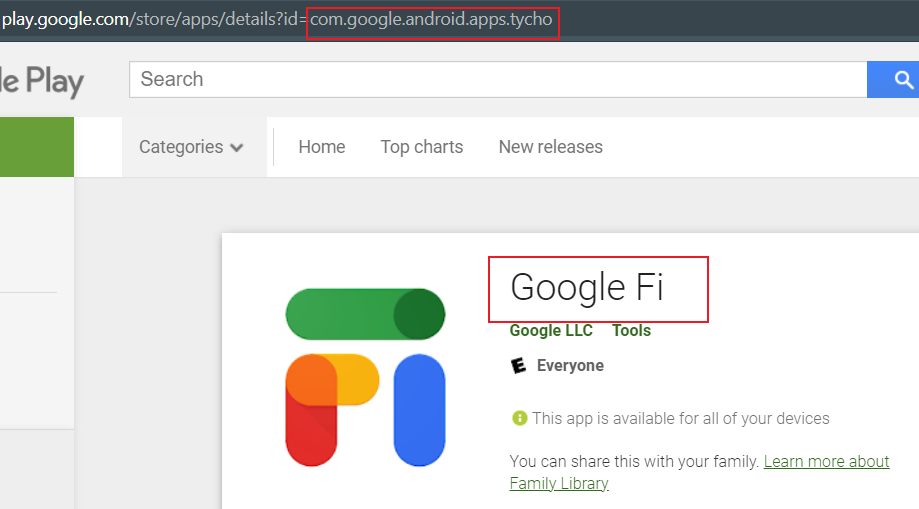 play.google.com/store/apps/details?id=com.google.android.apps.tycho
le Play
Search
Categories Home Top charts New releases
Google Fi
Google LLC Tools
E Everyone
This app is available for all of your devices
You can share this with your family. Learn more about
Family Library